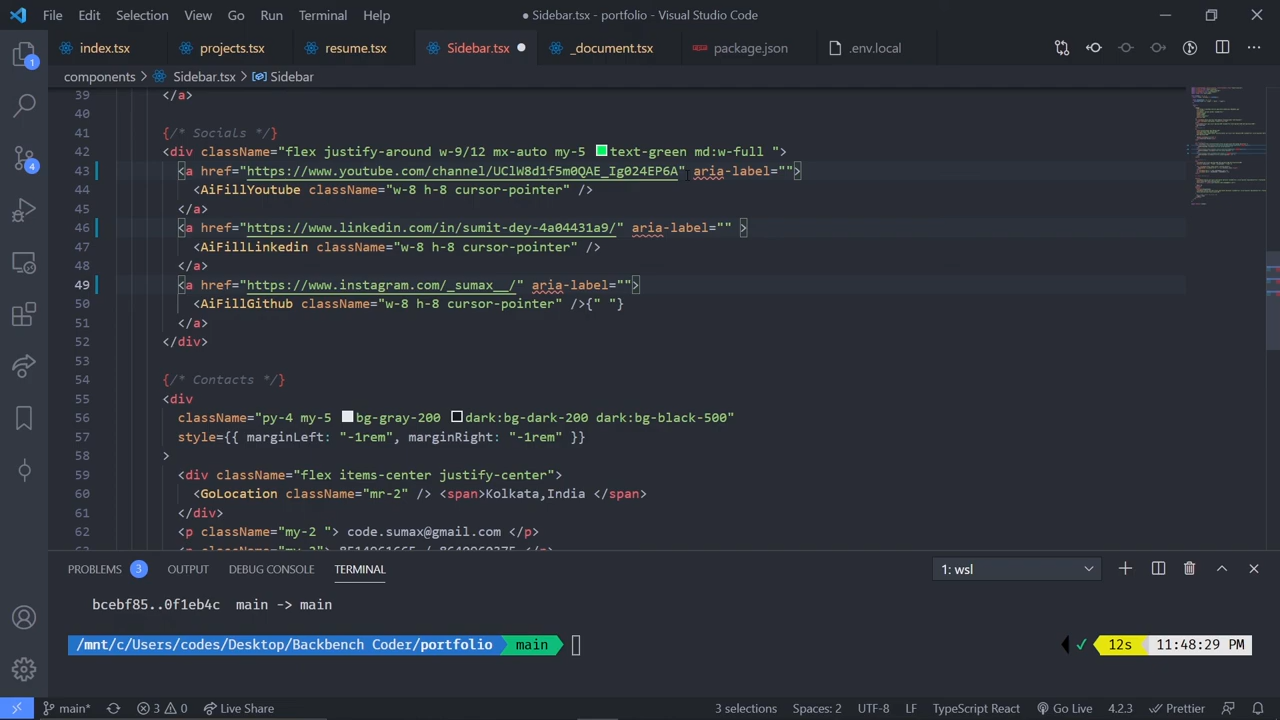 File Edit Selection View Go Run Terminal Help
● Sidebar.tsx - portfolio - Visual Studio Code
index.tsx projects.tsx resume.tsx Sidebar.tsx ● _document.tsx package.json .env.local
components > Sidebar.tsx > Sidebar
39 </a>
40
41 {/* Socials */}
42 <div className="flex justify-around w-9/12 mx-auto my-5 text-green md:w-full ">
43 <a href="https://www.youtube.com/channel/UC1W8d1f5m0QAE_Ig024EP6A" aria-label="">
44 <AiFillYoutube className="w-8 h-8 cursor-pointer" />
45 </a>
46 <a href="https://www.linkedin.com/in/sumit-dey-4a04431a9/" aria-label="" >
47 <AiFillLinkedin className="w-8 h-8 cursor-pointer" />
48 </a>
49 <a href="https://www.instagram.com/_sumax__/" aria-label="">
50 <AiFillGithub className="w-8 h-8 cursor-pointer" />{" "}
51 </a>
52 </div>
53
54 {/* Contacts */}
55 <div
56 className="py-4 my-5 bg-gray-200 dark:bg-dark-200 dark:bg-black-500"
57 style={{ marginLeft: "-1rem", marginRight: "-1rem" }}
58 >
59 <div className="flex items-center justify-center">
60 <GoLocation className="mr-2" /> <span>Kolkata,India </span>
61 </div>
62 <p className="my-2 "> code.sumax@gmail.com </p>
1
4
PROBLEMS 3 OUTPUT DEBUG CONSOLE TERMINAL 1: wsl
bcebf85..0f1eb4c main -> main
/mnt/c/Users/codes/Desktop/Backbench Coder/portfolio main ✓ 12s 11:48:29 PM
main* 3 0 Live Share 3 selections Spaces: 2 UTF-8 LF TypeScript React Go Live 4.2.3 Prettier